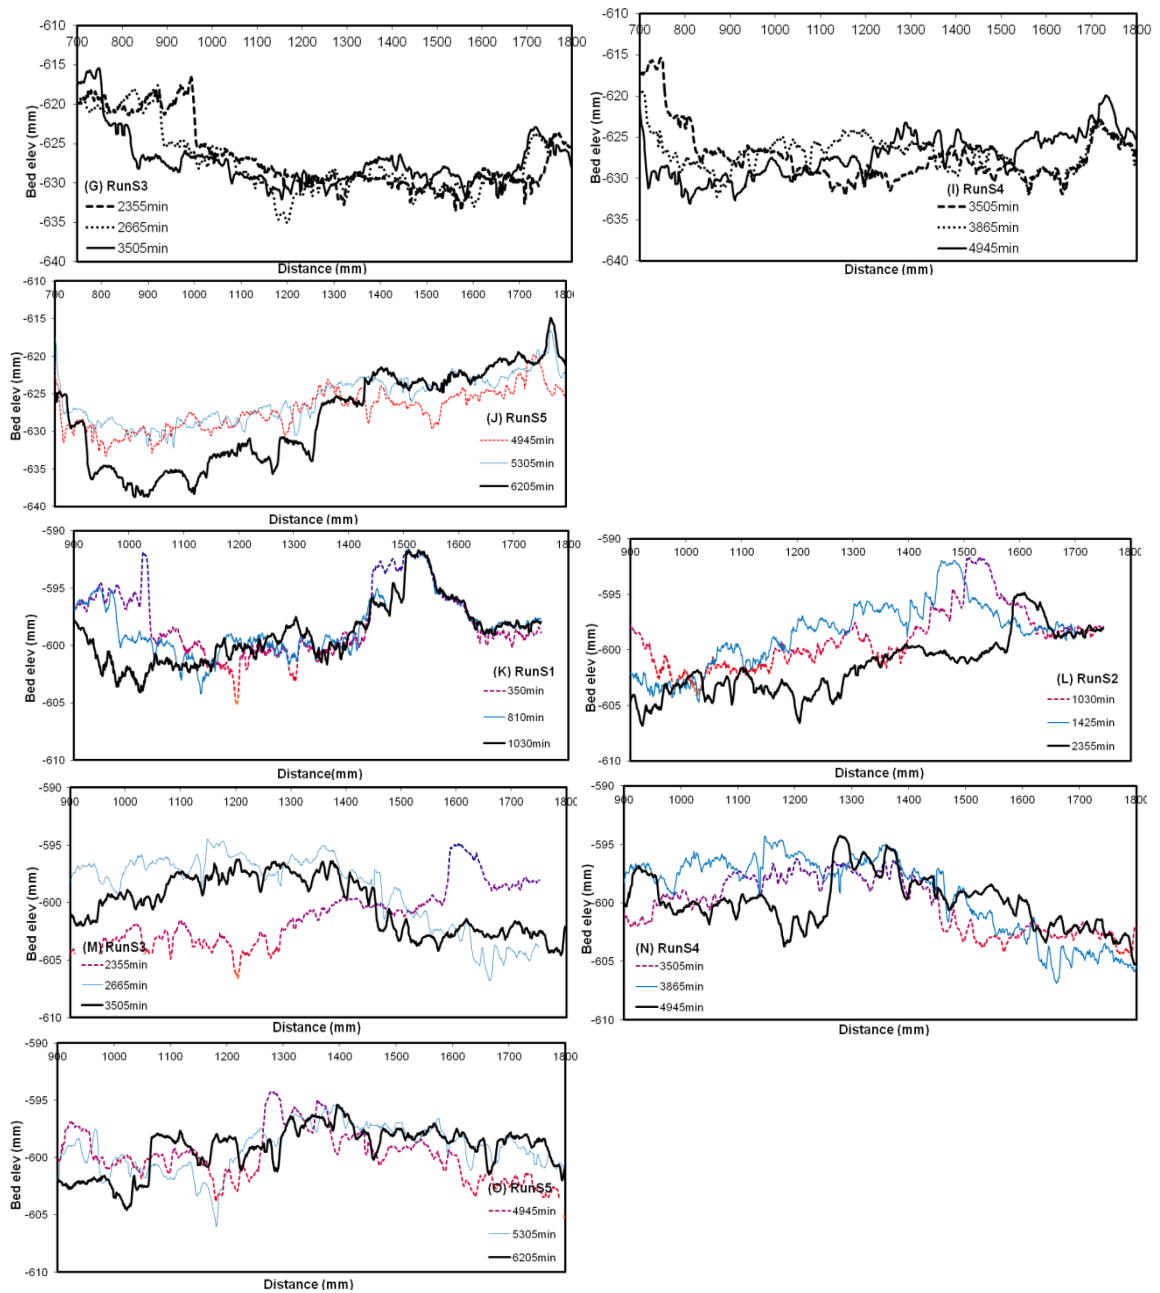 -610
700 800 900 1000 1100 1200 1300 1400 1500 1600 1700 1800
-615
-620
-625
-630
-635
-640
Bed elev (mm)
(G) RunS3
2355min
2665min
3505min
Distance (mm)
-610
700 800 900 1000 1100 1200 1300 1400 1500 1600 1700 1800
-615
-620
-625
-630
-635
-640
Bed elev (mm)
(I) RunS4
3505min
3865min
4945min
Distance (mm)
-610
700 800 900 1000 1100 1200 1300 1400 1500 1600 1700 1800
-615
-620
-625
-630
-635
-640
Bed elev (mm)
(J) RunS5
4945min
5305min
6205min
Distance (mm)
-590
900 1000 1100 1200 1300 1400 1500 1600 1700 1800
-595
-600
-605
-610
Bed elev (mm)
(K) RunS1
350min
810min
1030min
Distance(mm)
-590
900 1000 1100 1200 1300 1400 1500 1600 1700 1800
-595
-600
-605
-610
Bed elev (mm)
(L) RunS2
1030min
1425min
2355min
Distance (mm)
-590
900 1000 1100 1200 1300 1400 1500 1600 1700 1800
-595
-600
-605
-610
Bed elev (mm)
(M) RunS3
2355min
2665min
3505min
Distance (mm)
-590
900 1000 1100 1200 1300 1400 1500 1600 1700 1800
-595
-600
-605
-610
Bed elev (mm)
(N) RunS4
3505min
3865min
4945min
Distance (mm)
-590
900 1000 1100 1200 1300 1400 1500 1600 1700 1800
-595
-600
-605
-610
Bed elev (mm)
(O) RunS5
4945min
5305min
6205min
Distance (mm)